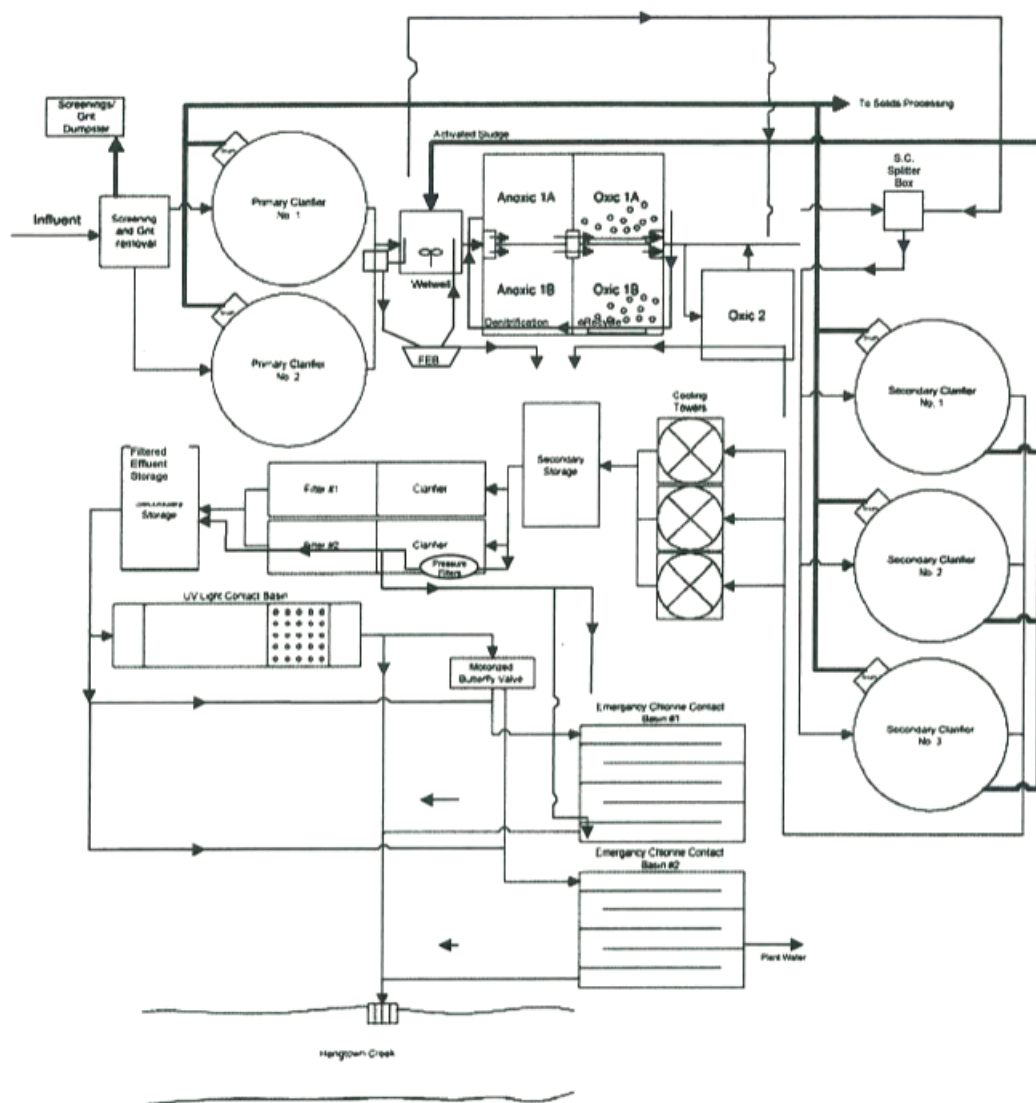 Screenings/
Grit
Dumpster
To Solids Processing
Activated Sludge
S.C.
Splitter
Box
Influent
Screening
and Grit
removal
Primary Clarifier
No. 1
Primary Clarifier
No. 2
Wetwell
Anoxic 1A
Oxic 1A
Anoxic 1B
Oxic 1B
Denitrification
Oxic 2
FEB
Secondary Clarifier
No. 1
Secondary Clarifier
No. 2
Secondary Clarifier
No. 3
Cooling
Towers
Secondary
Storage
Filtered
Effluent
Storage
Secondary
Storage
Filter #1
Clarifier
Filter #2
Clarifier
Pressure
Filters
UV Light Contact Basin
Motorized
Butterfly Valve
Emergancy Chlorine Contact
Basin #1
Emergancy Chlorine Contact
Basin #2
Plant Water
Hangtown Creek